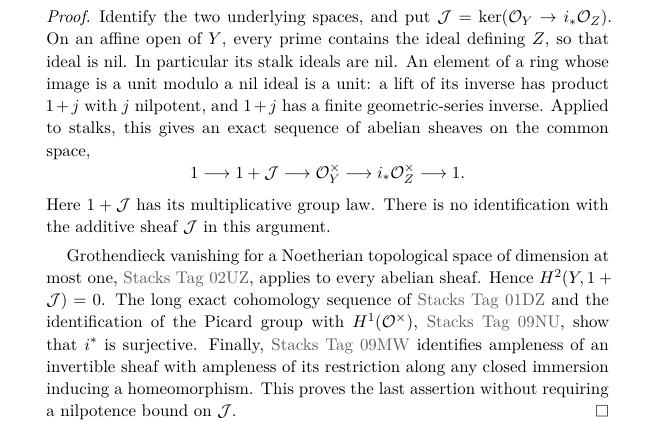 Proof. Identify the two underlying spaces, and put 𝒥 = ker(𝒪_Y → i_*𝒪_Z).
On an affine open of Y, every prime contains the ideal defining Z, so that
ideal is nil. In particular its stalk ideals are nil. An element of a ring whose
image is a unit modulo a nil ideal is a unit: a lift of its inverse has product
1+j with j nilpotent, and 1+j has a finite geometric-series inverse. Applied
to stalks, this gives an exact sequence of abelian sheaves on the common
space,
1 ⟶ 1 + 𝒥 ⟶ 𝒪_Y^× ⟶ i_*𝒪_Z^× ⟶ 1.
Here 1 + 𝒥 has its multiplicative group law. There is no identification with
the additive sheaf 𝒥 in this argument.
Grothendieck vanishing for a Noetherian topological space of dimension at
most one, Stacks Tag 02UZ, applies to every abelian sheaf. Hence H²(Y, 1 +
𝒥) = 0. The long exact cohomology sequence of Stacks Tag 01DZ and the
identification of the Picard group with H¹(𝒪^×), Stacks Tag 09NU, show
that i^* is surjective. Finally, Stacks Tag 09MW identifies ampleness of an
invertible sheaf with ampleness of its restriction along any closed immersion
inducing a homeomorphism. This proves the last assertion without requiring
a nilpotence bound on 𝒥. □